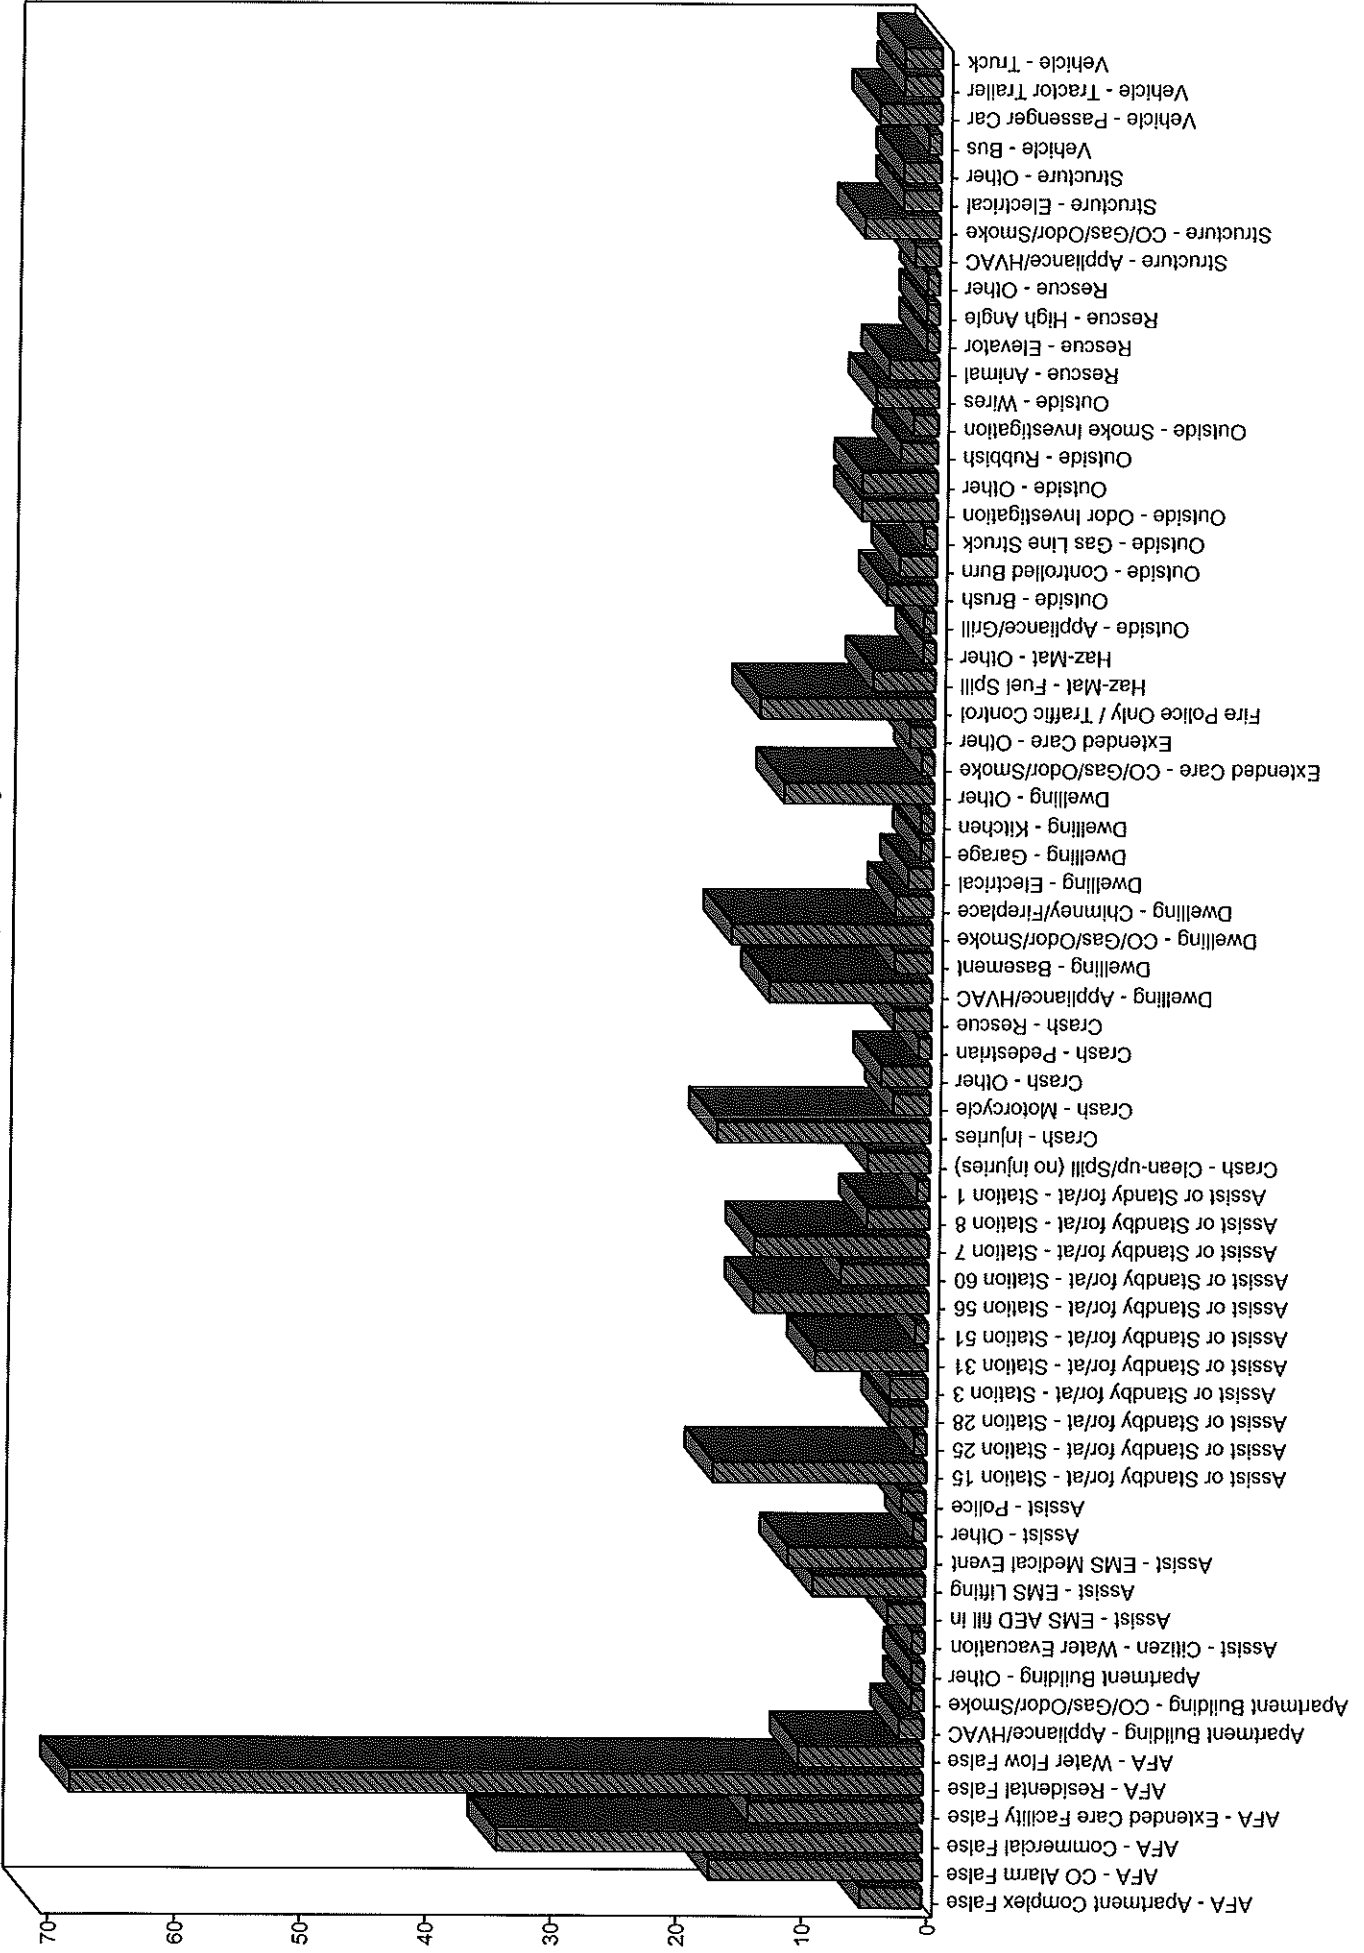 Vehicle - Truck
Vehicle - Tractor Trailer
Vehicle - Passenger Car
Vehicle - Bus
Structure - Other
Structure - Electrical
Structure - CO/Gas/Odor/Smoke
Structure - Appliance/HVAC
Rescue - Other
Rescue - High Angle
Rescue - Elevator
Rescue - Animal
Outside - Wires
Outside - Smoke Investigation
Outside - Rubbish
Outside - Other
Outside - Odor Investigation
Outside - Gas Line Struck
Outside - Controlled Burn
Outside - Brush
Outside - Appliance/Grill
Haz-Mat - Other
Haz-Mat - Fuel Spill
Fire Police Only / Traffic Control
Extended Care - Other
Extended Care - CO/Gas/Odor/Smoke
Dwelling - Other
Dwelling - Kitchen
Dwelling - Garage
Dwelling - Electrical
Dwelling - Chimney/Fireplace
Dwelling - CO/Gas/Odor/Smoke
Dwelling - Basement
Dwelling - Appliance/HVAC
Crash - Rescue
Crash - Pedestrian
Crash - Other
Crash - Motorcycle
Crash - Injuries
Crash - Clean-up/Spill (no injuries)
Assist or Standy for/at - Station 1
Assist or Standby for/at - Station 8
Assist or Standby for/at - Station 7
Assist or Standby for/at - Station 60
Assist or Standby for/at - Station 56
Assist or Standby for/at - Station 51
Assist or Standby for/at - Station 31
Assist or Standby for/at - Station 3
Assist or Standby for/at - Station 28
Assist or Standby for/at - Station 25
Assist or Standby for/at - Station 15
Assist - Police
Assist - Other
Assist - EMS Medical Event
Assist - EMS Lifting
Assist - EMS AED fill in
Assist - Citizen - Water Evacuation
Apartment Building - Other
Apartment Building - CO/Gas/Odor/Smoke
Apartment Building - Appliance/HVAC
AFA - Water Flow False
AFA - Residental False
AFA - Extended Care Facility False
AFA - Commercial False
AFA - CO Alarm False
AFA - Apartment Complex False
70
60
50
40
30
20
10
0